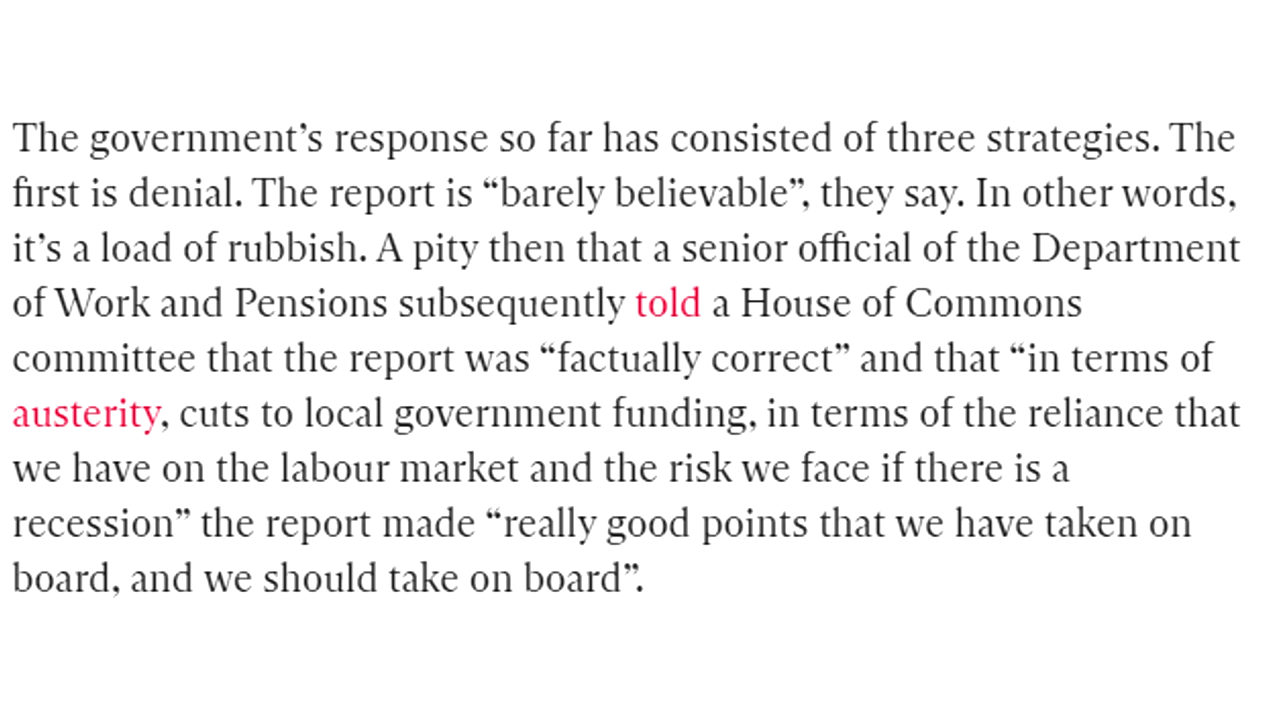 The government’s response so far has consisted of three strategies. The
first is denial. The report is “barely believable”, they say. In other words,
it’s a load of rubbish. A pity then that a senior official of the Department
of Work and Pensions subsequently told a House of Commons
committee that the report was “factually correct” and that “in terms of
austerity, cuts to local government funding, in terms of the reliance that
we have on the labour market and the risk we face if there is a
recession” the report made “really good points that we have taken on
board, and we should take on board”.